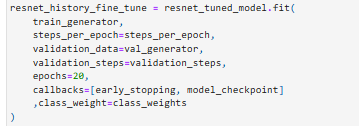 resnet_history_fine_tune = resnet_tuned_model.fit(
    train_generator,
    steps_per_epoch=steps_per_epoch,
    validation_data=val_generator,
    validation_steps=validation_steps,
    epochs=20,
    callbacks=[early_stopping, model_checkpoint]
    ,class_weight=class_weights
)